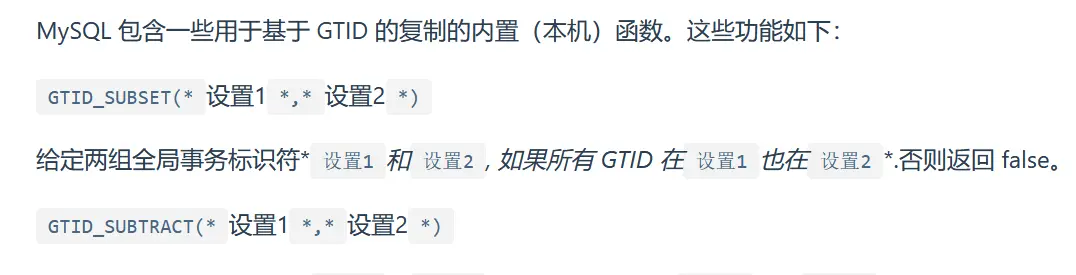 MySQL 包含一些用于基于 GTID 的复制的内置（本机）函数。这些功能如下：
GTID_SUBSET(* 设置1 *,* 设置2 *)
给定两组全局事务标识符* 设置1 和 设置2 , 如果所有 GTID 在 设置1 也在 设置2 *.否则返回 false。
GTID_SUBTRACT(* 设置1 *,* 设置2 *)